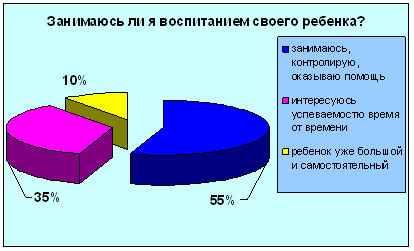 Занимаюсь ли я воспитанием своего ребенка?
10%
35%
55%
занимаюсь,
контролирую,
оказываю помощь
интересуюсь
успеваемостю время
от времени
ребенок уже большой
и самостоятельный